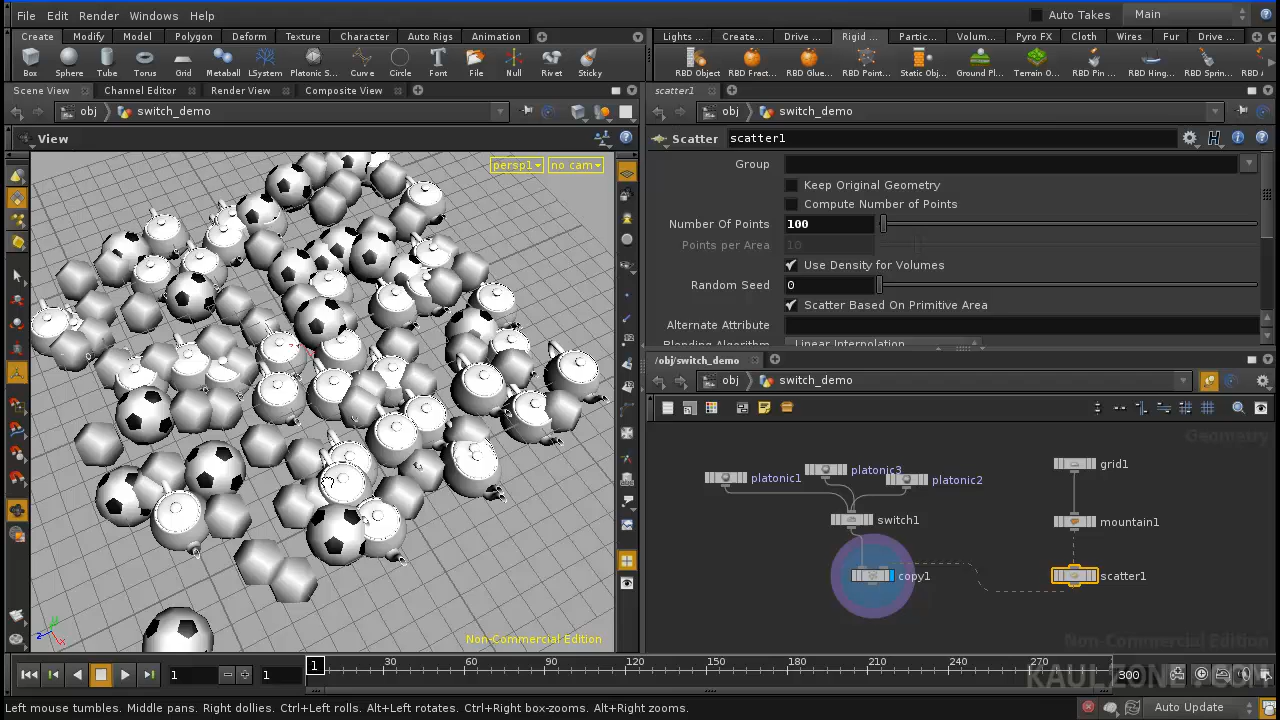 File Edit Render Windows Help Auto Takes Main
Create Modify Model Polygon Deform Texture Character Auto Rigs Animation
Lights ... Create... Drive ... Rigid ... Partic... Volum... Pyro FX Cloth Wires Fur Drive ...
Box Sphere Tube Torus Grid Metaball LSystem Platonic S... Curve Circle Font File Null Rivet Sticky
RBD Object RBD Fract... RBD Glue... RBD Point... Static Obj... Ground Pl... Terrain O... RBD Pin ... RBD Hing... RBD Sprin... RBD
Scene View Channel Editor Render View Composite View
scatter1
obj switch_demo
obj switch_demo
View
Scatter scatter1
persp1 no cam
Group
Keep Original Geometry
Compute Number of Points
Number Of Points 100
Points per Area 10
Use Density for Volumes
Random Seed 0
Scatter Based On Primitive Area
Alternate Attribute
Blending Algorithm Linear Interpolation
/obj/switch_demo
obj switch_demo
Geometry
platonic1
platonic3
platonic2
grid1
switch1
mountain1
copy1
scatter1
Non-Commercial Edition
Non-Commercial Edition
1 1 1 30 60 90 120 150 180 210 240 270 300
KAULZONE.COM
Left mouse tumbles. Middle pans. Right dollies. Ctrl+Left rolls. Alt+Left rotates. Ctrl+Right box-zooms. Alt+Right zooms.
Auto Update